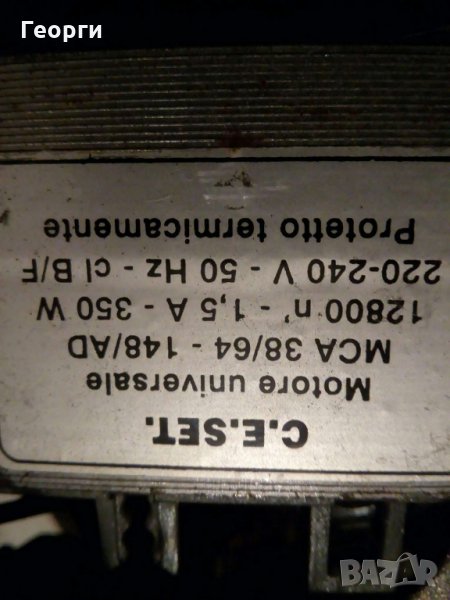 Георги
C.E.SET.
Motore universale
MCA 38/64 - 148/AD
12800 n' - 1,5 A - 350 W
220-240 V - 50 Hz - cl B/F
Protetto termicamente
BAZAR